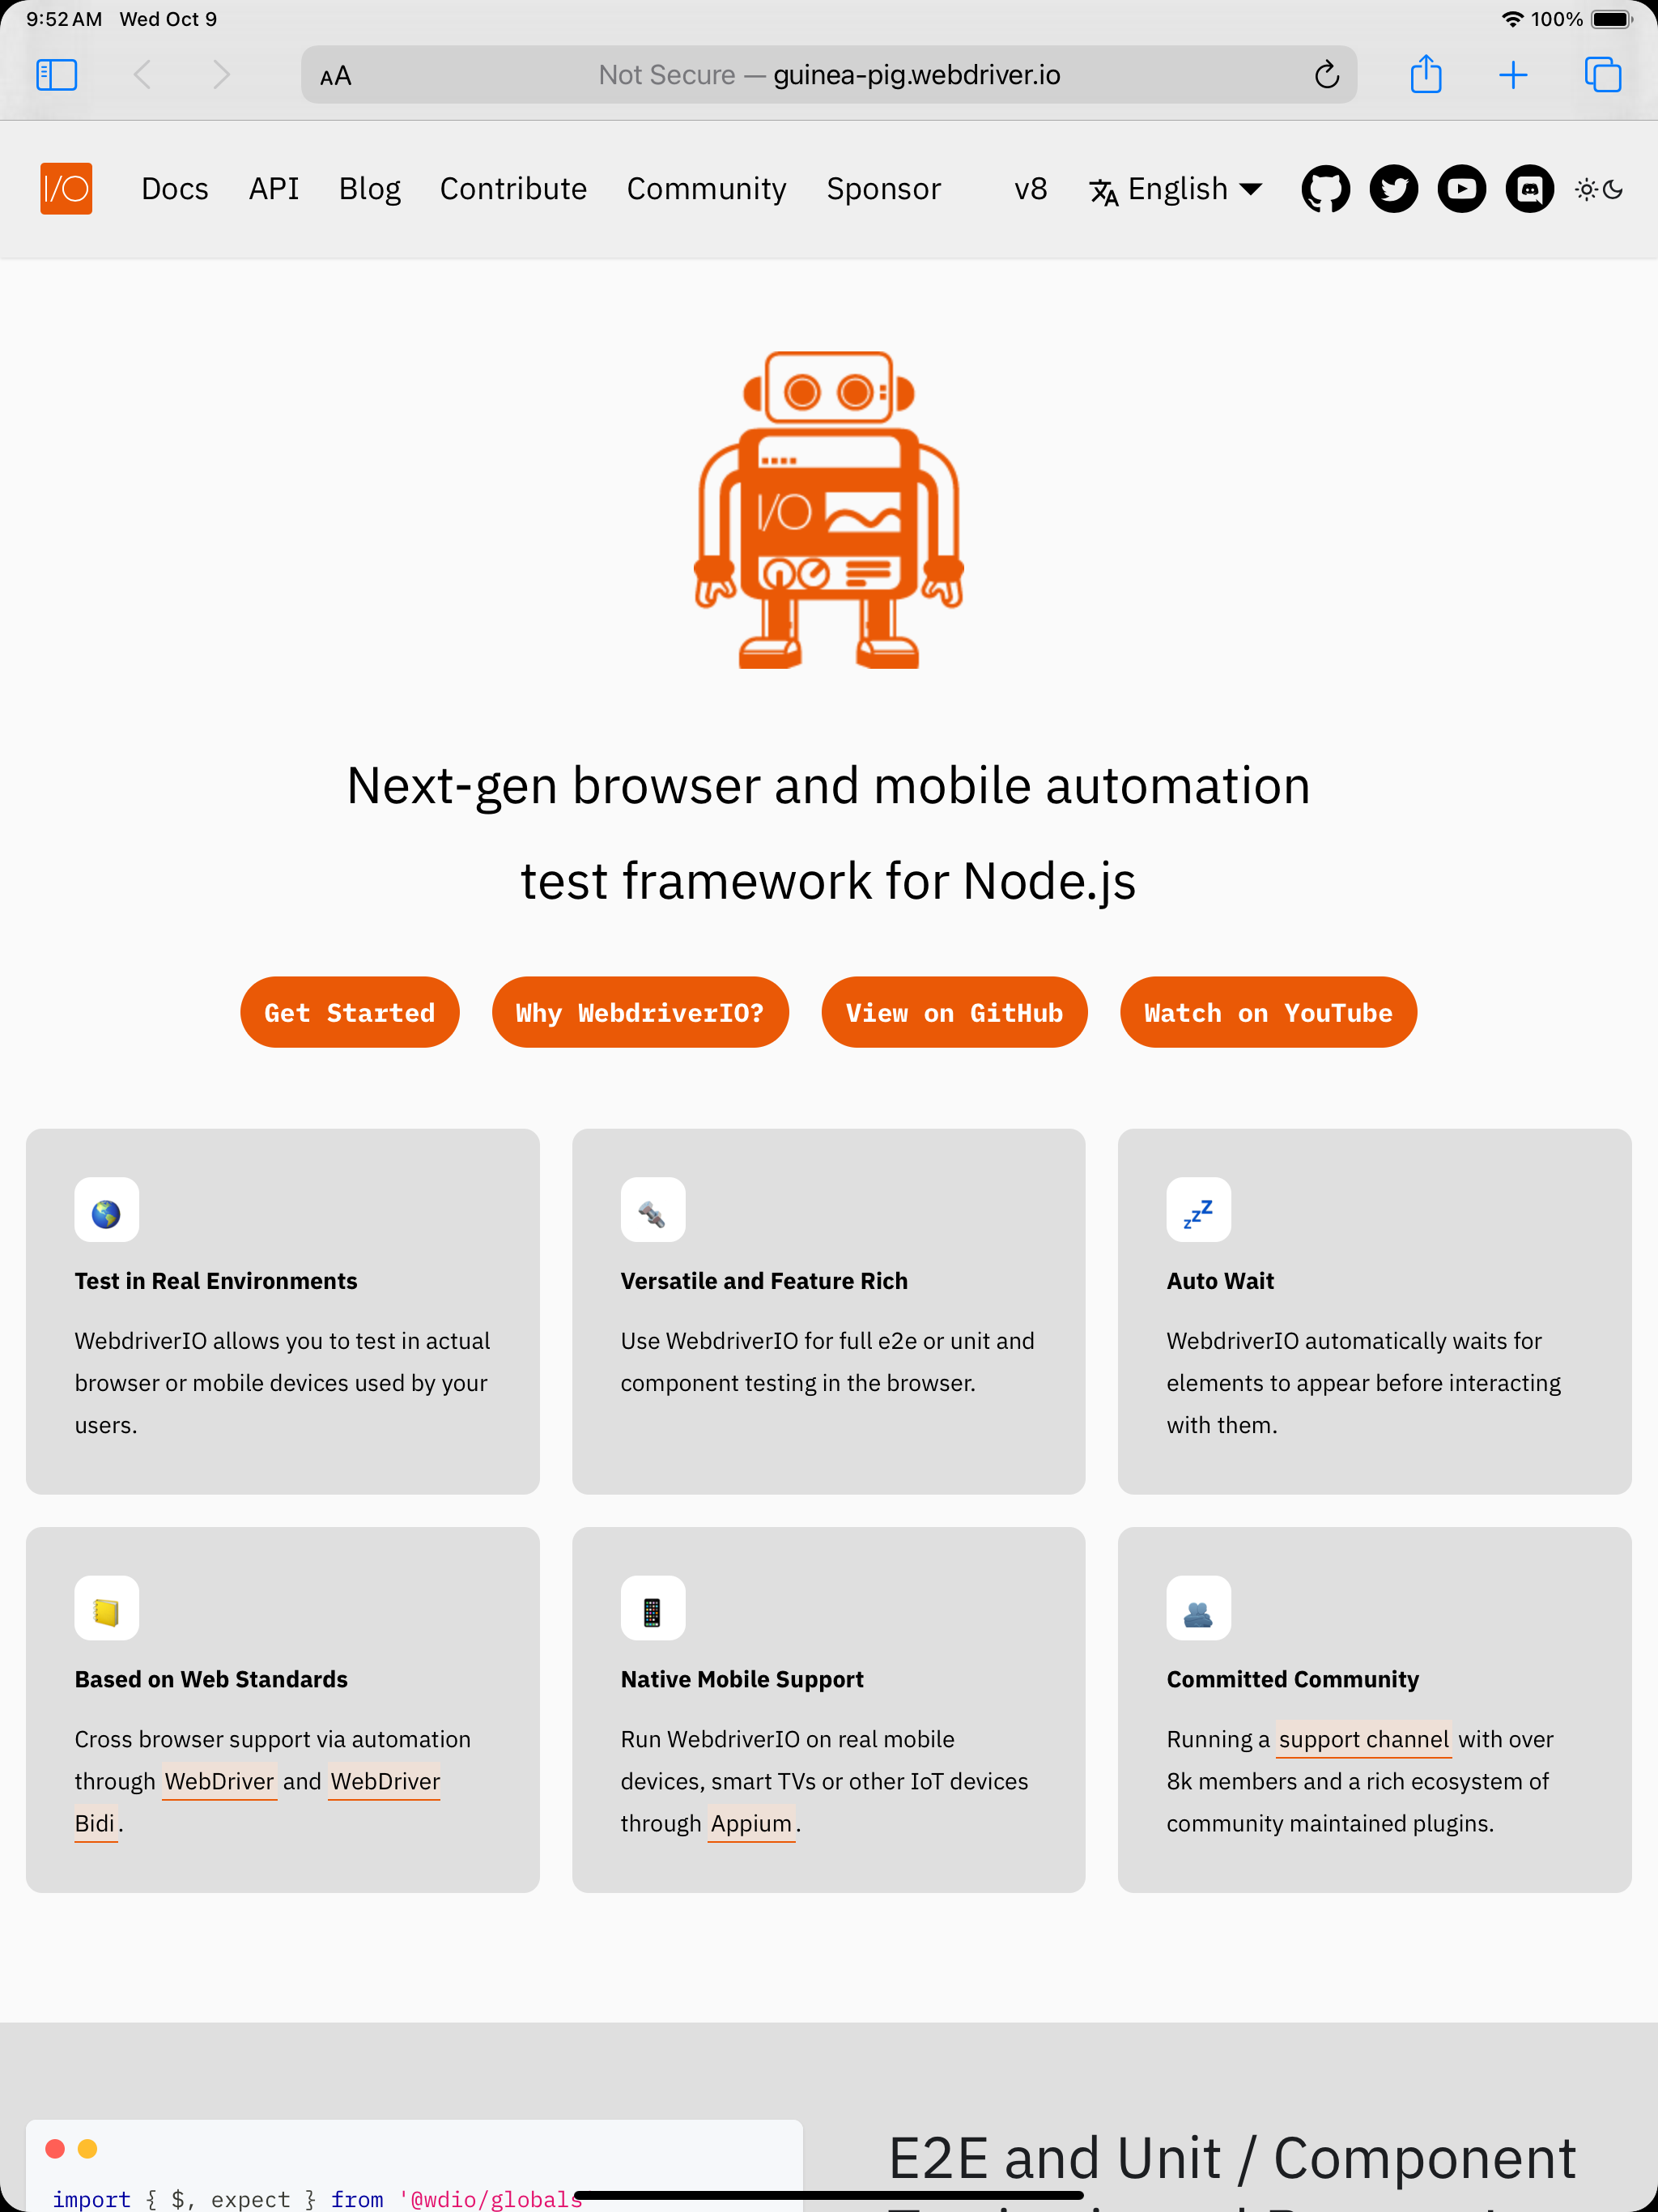 9:52 AM Wed Oct 9
100%
AA
Not Secure — guinea-pig.webdriver.io
I/O
Docs API Blog Contribute Community Sponsor v8 English
I/O
Next-gen browser and mobile automation
test framework for Node.js
Get Started
Why WebdriverIO?
View on GitHub
Watch on YouTube
Test in Real Environments
WebdriverIO allows you to test in actual
browser or mobile devices used by your
users.
Versatile and Feature Rich
Use WebdriverIO for full e2e or unit and
component testing in the browser.
zzZ
Auto Wait
WebdriverIO automatically waits for
elements to appear before interacting
with them.
Based on Web Standards
Cross browser support via automation
through WebDriver and WebDriver
Bidi.
Native Mobile Support
Run WebdriverIO on real mobile
devices, smart TVs or other IoT devices
through Appium.
Committed Community
Running a support channel with over
8k members and a rich ecosystem of
community maintained plugins.
import { $, expect } from '@wdio/globals'
E2E and Unit / Component